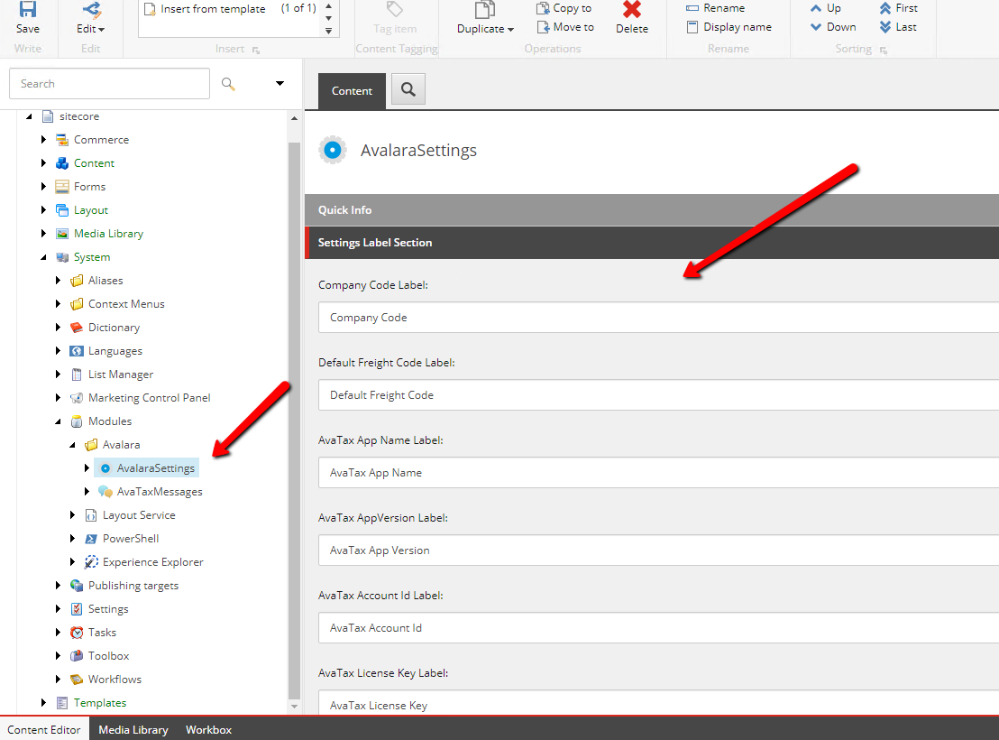 Save
Write
Edit
Edit
Insert from template (1 of 1)
Insert
Tag item
Content Tagging
Duplicate
Copy to
Move to
Delete
Operations
Rename
Display name
Rename
Up
Down
First
Last
Sorting
Search
sitecore
Commerce
Content
Forms
Layout
Media Library
System
Aliases
Context Menus
Dictionary
Languages
List Manager
Marketing Control Panel
Modules
Avalara
AvalaraSettings
AvaTaxMessages
Layout Service
PowerShell
Experience Explorer
Publishing targets
Settings
Tasks
Toolbox
Workflows
Templates
Content
AvalaraSettings
Quick Info
Settings Label Section
Company Code Label:
Company Code
Default Freight Code Label:
Default Freight Code
AvaTax App Name Label:
AvaTax App Name
AvaTax AppVersion Label:
AvaTax App Version
AvaTax Account Id Label:
AvaTax Account Id
AvaTax License Key Label:
AvaTax License Key
Content Editor Media Library Workbox